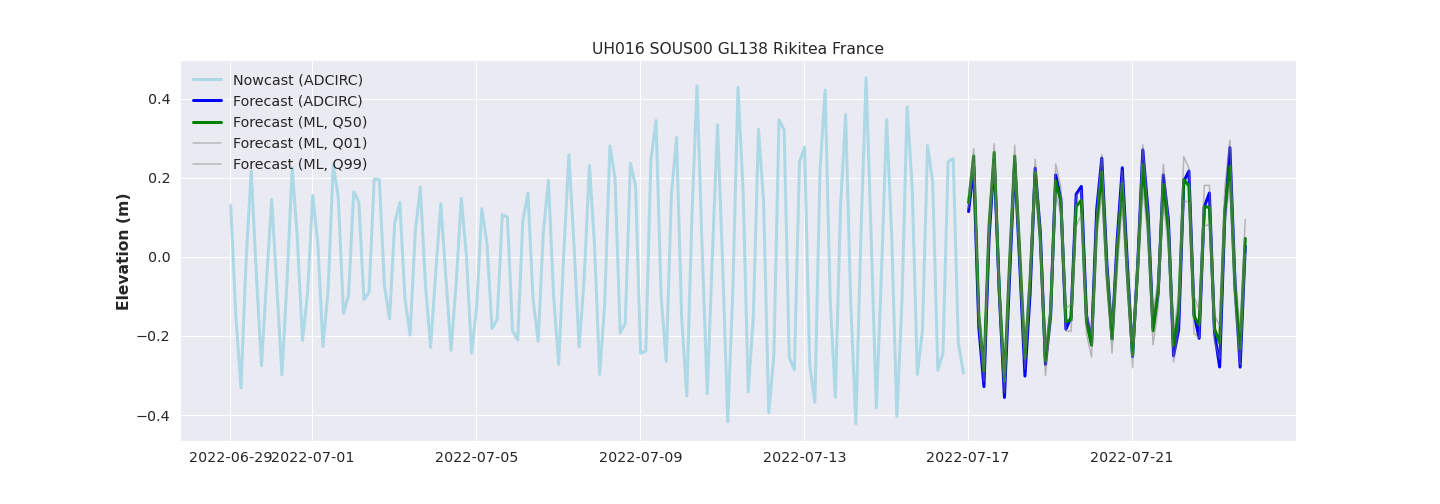 UH016 SOUS00 GL138 Rikitea France
Nowcast (ADCIRC)
Forecast (ADCIRC)
Forecast (ML, Q50)
Forecast (ML, Q01)
Forecast (ML, Q99)
Elevation (m)
0.4
0.2
0.0
−0.2
−0.4
2022-06-29 2022-07-01 2022-07-05 2022-07-09 2022-07-13 2022-07-17 2022-07-21